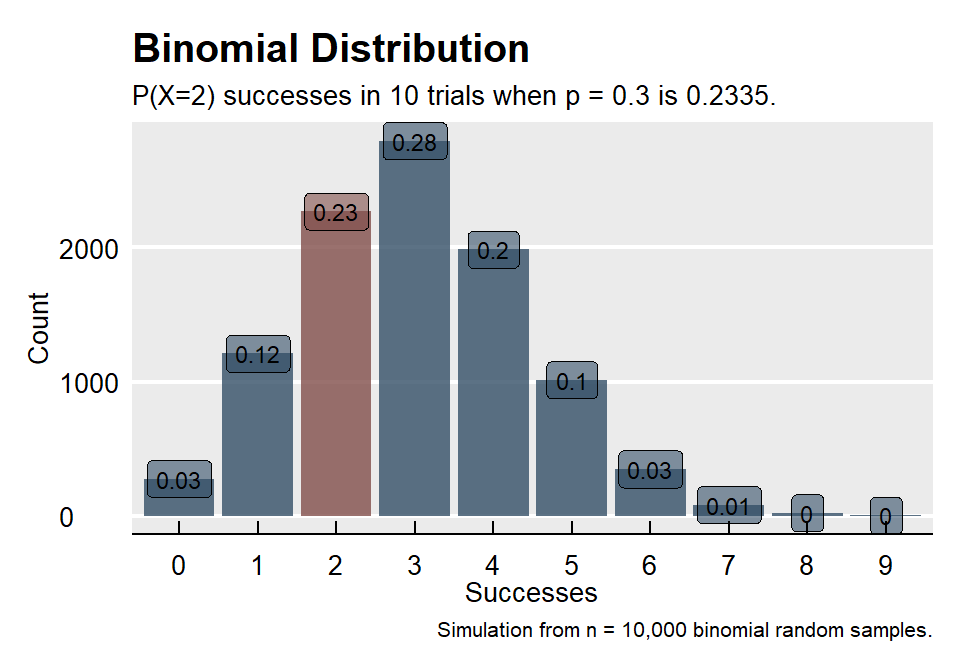 Binomial Distribution
P(X=2) successes in 10 trials when p = 0.3 is 0.2335.
0.28
0.23
0.2
2000
0.12
Count
1000
0.1
0.03
0.03
0.01
0
0
0
0 1 2 3 4 5 6 7 8 9
Successes
Simulation from n = 10,000 binomial random samples.